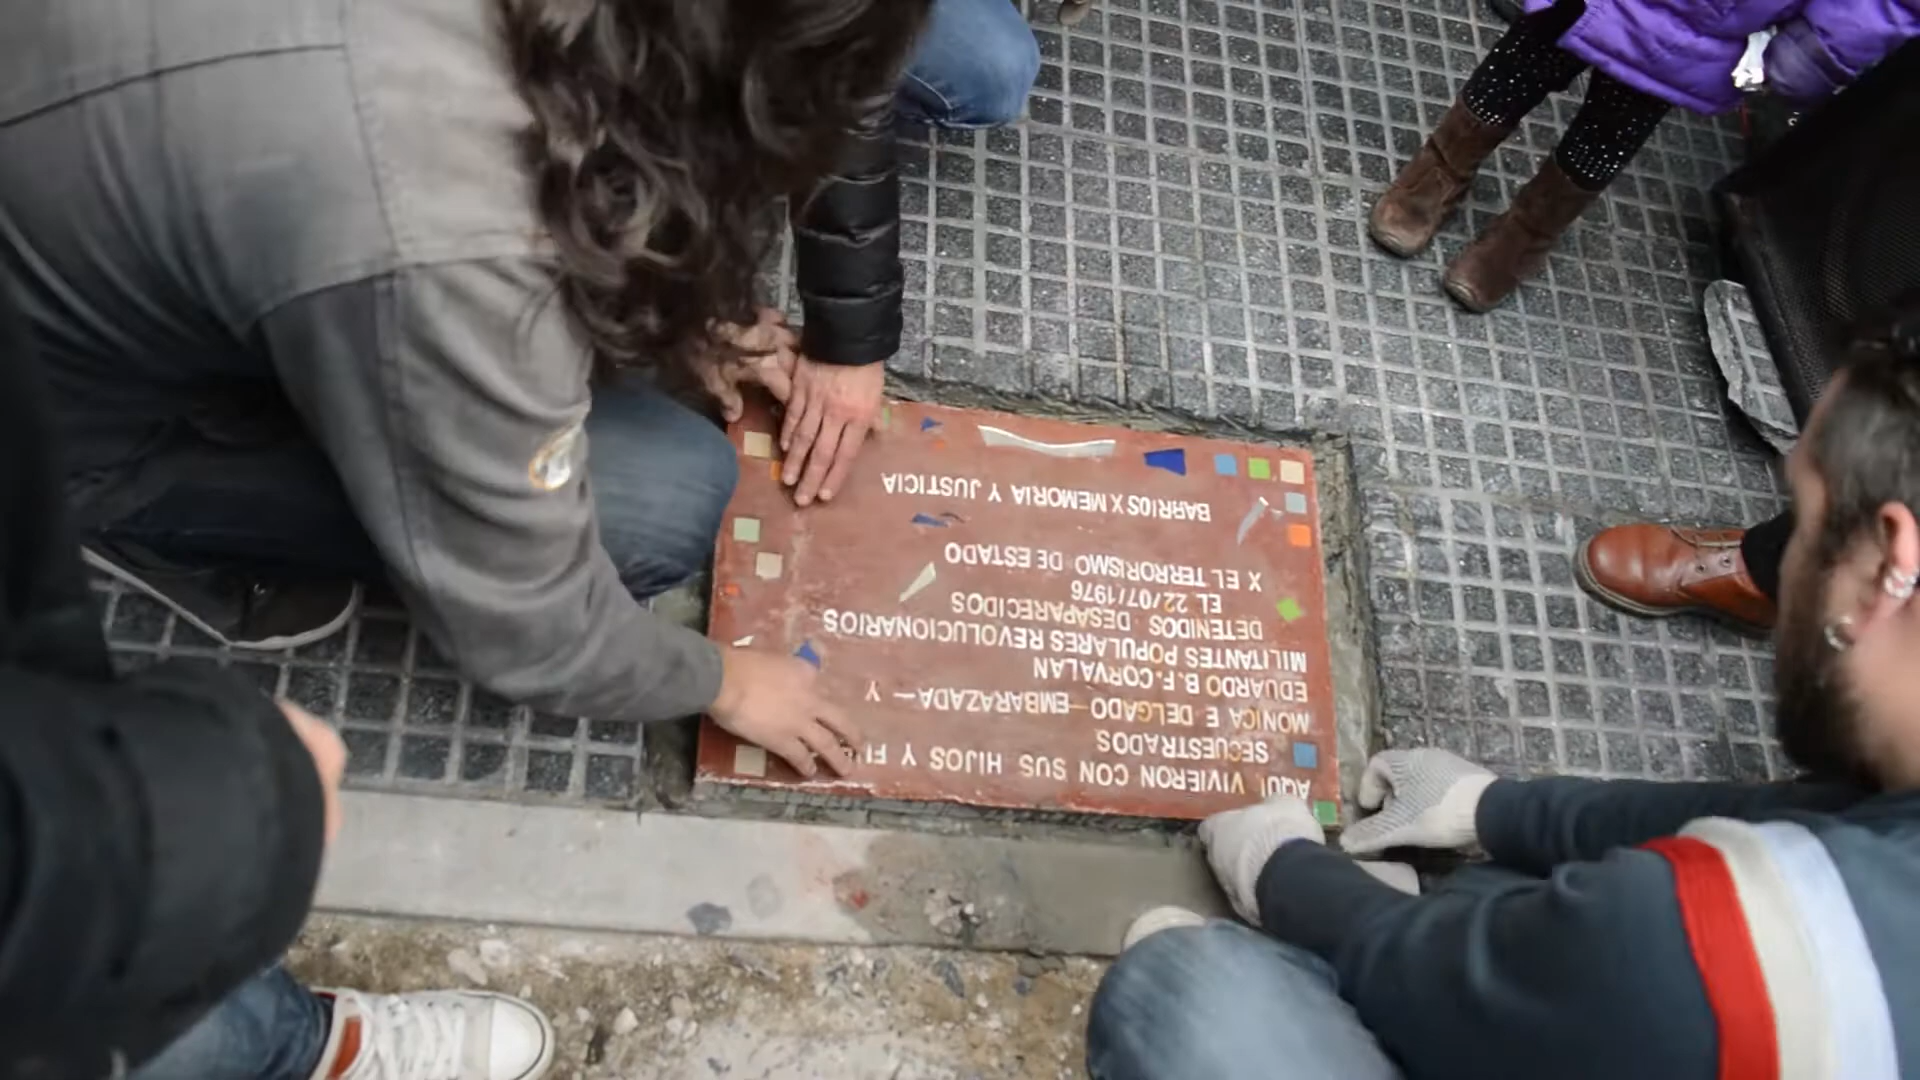 AQUI VIVIERON CON SUS HIJOS Y
SECUESTRADOS
MONICA E DELGADO - EMBARAZADA - Y
EDUARDO B.F. CORVALAN
MILITANTES POPULARES REVOLUCIONARIOS
DETENIDOS DESAPARECIDOS
EL 22/07/1976
X EL TERRORISMO DE ESTADO
BARRIOS X MEMORIA Y JUSTICIA